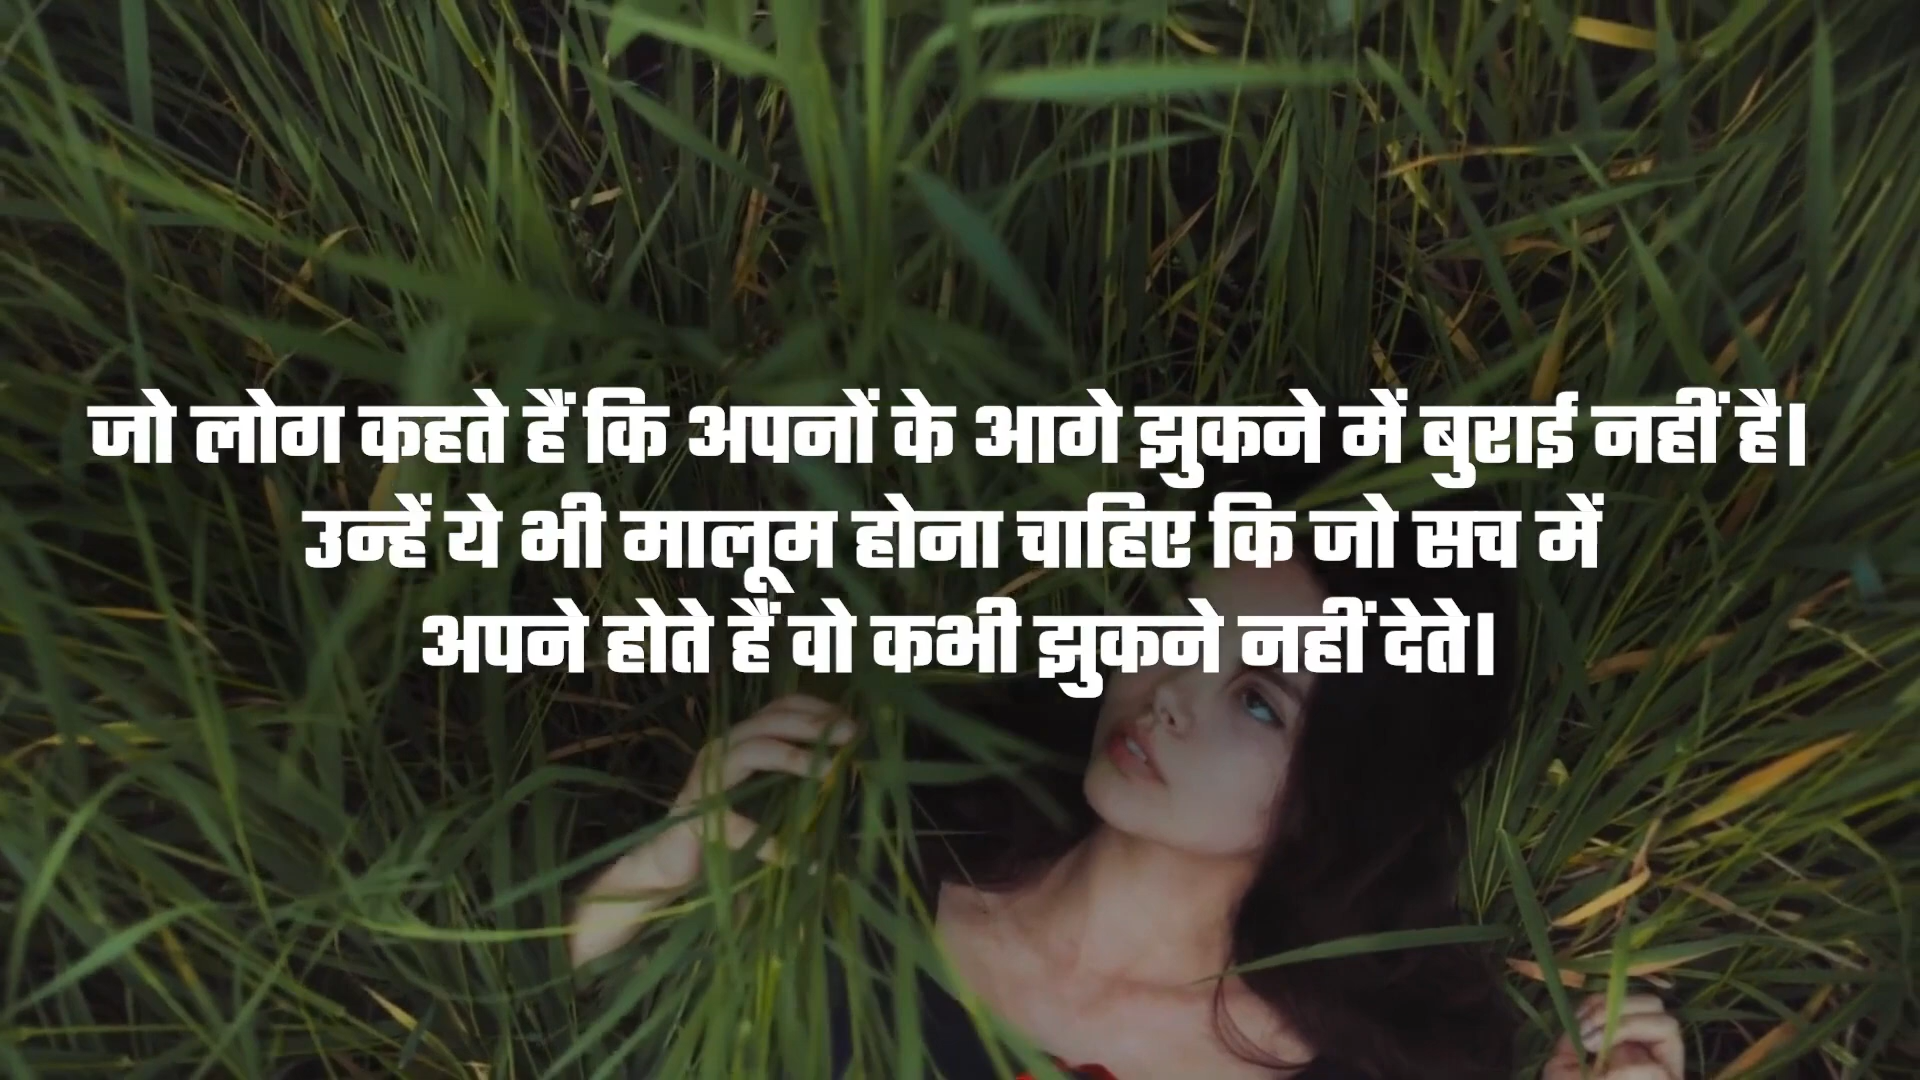 जो लोग कहते हैं कि अपनों के आगे झुकने में बुराई नहीं है।
उन्हें ये भी मालूम होना चाहिए कि जो सच में
अपने होते हैं वो कभी झुकने नहीं देते।